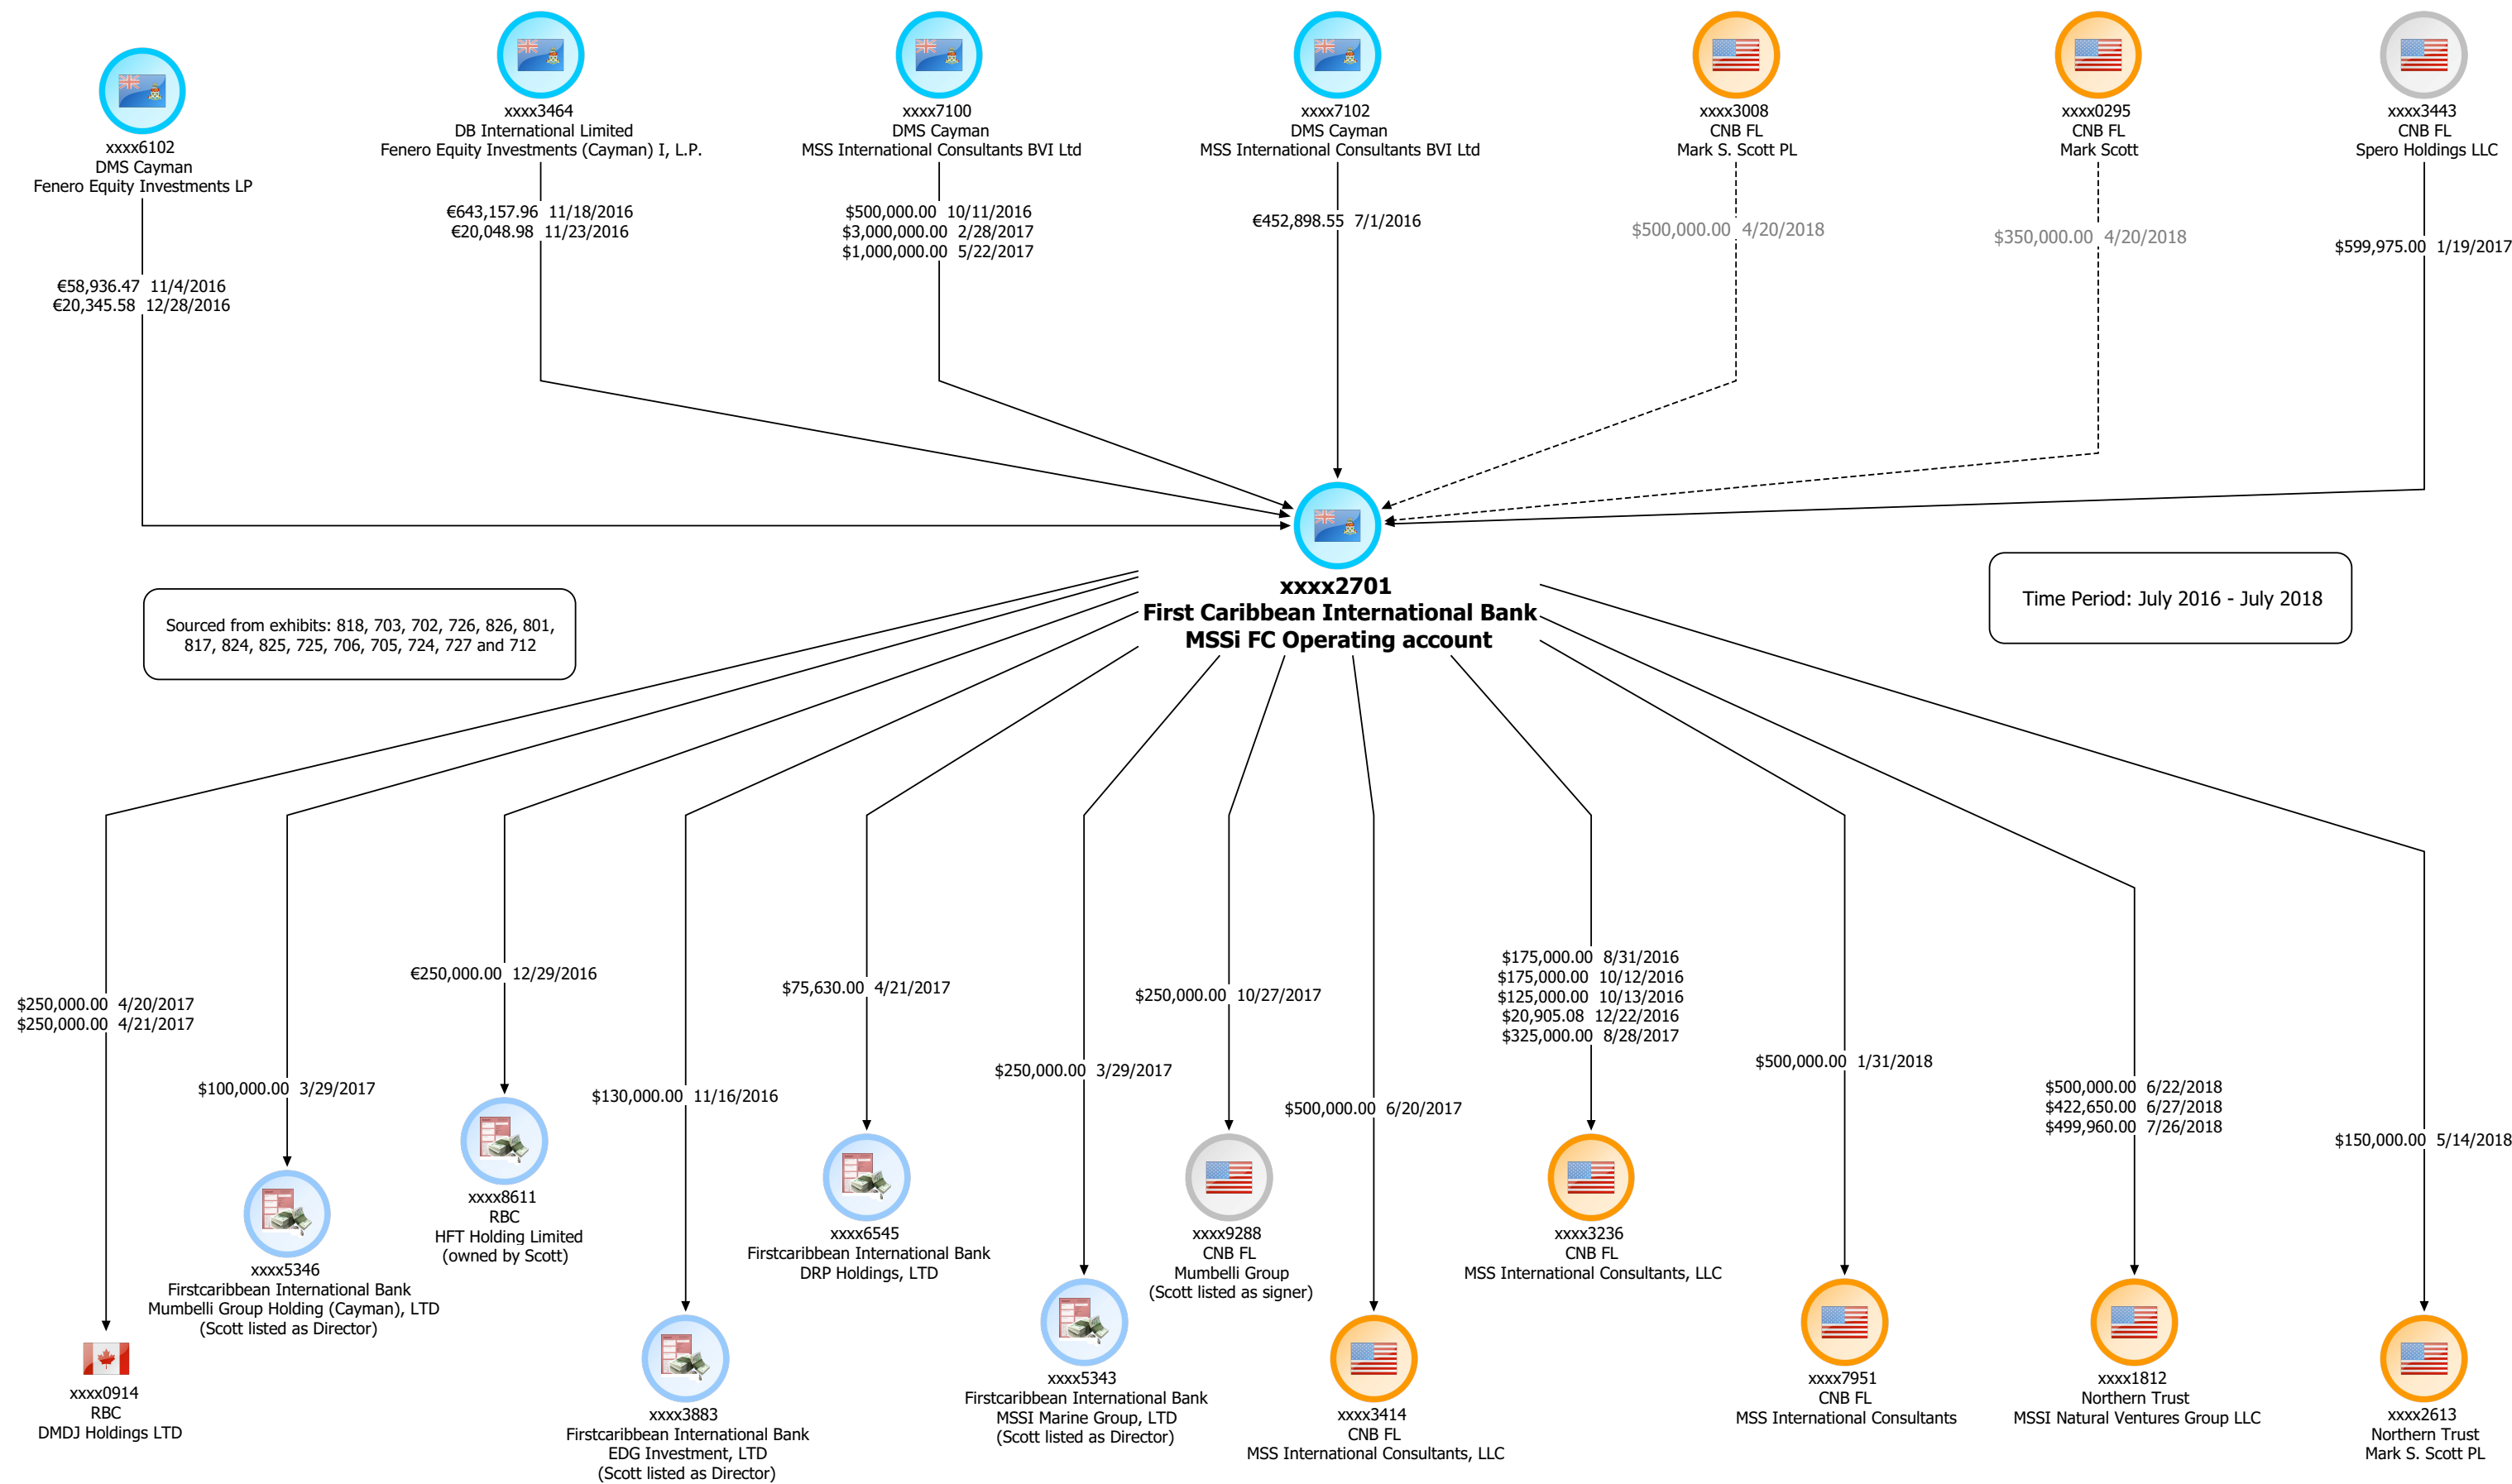 xxxx6102
DMS Cayman
Fenero Equity Investments LP
xxxx3464
DB International Limited
Fenero Equity Investments (Cayman) I, L.P.
xxxx7100
DMS Cayman
MSS International Consultants BVI Ltd
xxxx7102
DMS Cayman
MSS International Consultants BVI Ltd
xxxx3008
CNB FL
Mark S. Scott PL
xxxx0295
CNB FL
Mark Scott
xxxx3443
CNB FL
Spero Holdings LLC
€58,936.47 11/4/2016
€20,345.58 12/28/2016
€643,157.96 11/18/2016
€20,048.98 11/23/2016
$500,000.00 10/11/2016
$3,000,000.00 2/28/2017
$1,000,000.00 5/22/2017
€452,898.55 7/1/2016
$500,000.00 4/20/2018
$350,000.00 4/20/2018
$599,975.00 1/19/2017
xxxx2701
First Caribbean International Bank
MSSi FC Operating account
Sourced from exhibits: 818, 703, 702, 726, 826, 801,
817, 824, 825, 725, 706, 705, 724, 727 and 712
Time Period: July 2016 - July 2018
$250,000.00 4/20/2017
$250,000.00 4/21/2017
xxxx0914
RBC
DMDJ Holdings LTD
$100,000.00 3/29/2017
xxxx5346
Firstcaribbean International Bank
Mumbelli Group Holding (Cayman), LTD
(Scott listed as Director)
€250,000.00 12/29/2016
xxxx8611
RBC
HFT Holding Limited
(owned by Scott)
$130,000.00 11/16/2016
xxxx3883
Firstcaribbean International Bank
EDG Investment, LTD
(Scott listed as Director)
$75,630.00 4/21/2017
xxxx6545
Firstcaribbean International Bank
DRP Holdings, LTD
$250,000.00 3/29/2017
xxxx5343
Firstcaribbean International Bank
MSSI Marine Group, LTD
(Scott listed as Director)
$250,000.00 10/27/2017
xxxx9288
CNB FL
Mumbelli Group
(Scott listed as signer)
$500,000.00 6/20/2017
xxxx3414
CNB FL
MSS International Consultants, LLC
$175,000.00 8/31/2016
$175,000.00 10/12/2016
$125,000.00 10/13/2016
$20,905.08 12/22/2016
$325,000.00 8/28/2017
xxxx3236
CNB FL
MSS International Consultants, LLC
$500,000.00 1/31/2018
xxxx7951
CNB FL
MSS International Consultants
$500,000.00 6/22/2018
$422,650.00 6/27/2018
$499,960.00 7/26/2018
xxxx1812
Northern Trust
MSSI Natural Ventures Group LLC
$150,000.00 5/14/2018
xxxx2613
Northern Trust
Mark S. Scott PL